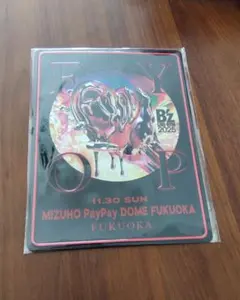 F Y
B'z
2025
O P
11.30 SUN
MIZUHO PayPay DOME FUKUOKA
FUKUOKA